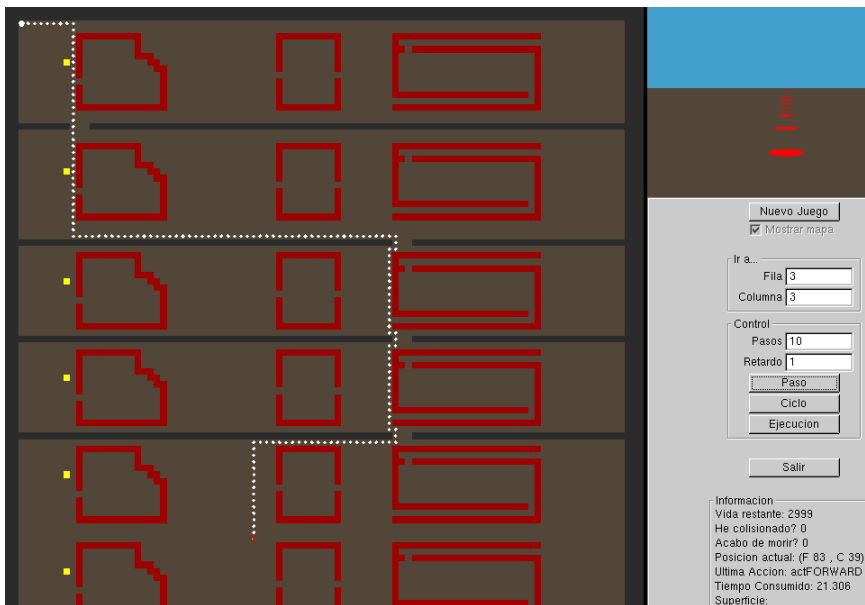 Nuevo Juego
Mostrar mapa
Ir a...
Fila 3
Columna 3
Control
Pasos 10
Retardo 1
Paso
Ciclo
Ejecucion
Salir
Informacion
Vida restante: 2999
He colisionado? 0
Acabo de morir? 0
Posicion actual: (F 83 , C 39)
Ultima Accion: actFORWARD
Tiempo Consumido: 21.306
Superficie: